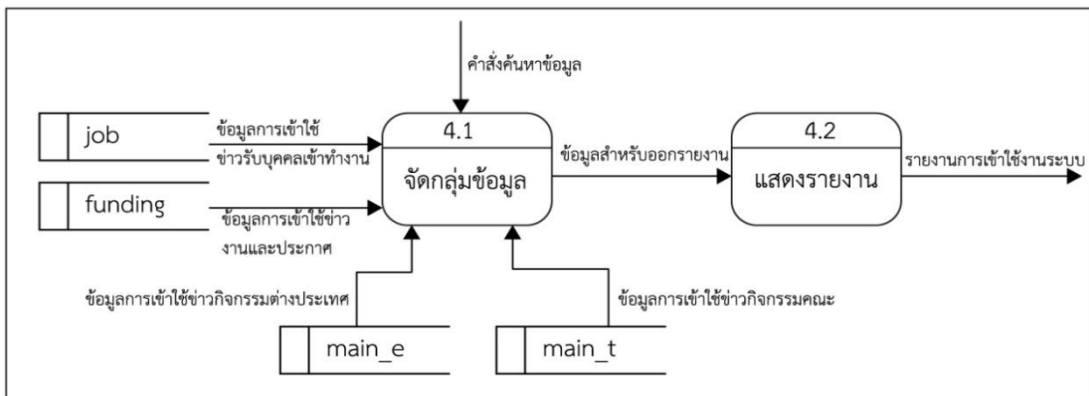 คำสั่งค้นหาข้อมูล
job
ข้อมูลการเข้าใช้
ข่าวรับบุคคลเข้าทำงาน
4.1
จัดกลุ่มข้อมูล
ข้อมูลสำหรับออกรายงาน
4.2
แสดงรายงาน
รายงานการเข้าใช้งานระบบ
funding
ข้อมูลการเข้าใช้ข่าว
งานและประกาศ
ข้อมูลการเข้าใช้ข่าวกิจกรรมต่างประเทศ
ข้อมูลการเข้าใช้ข่าวกิจกรรมคณะ
main_e
main_t